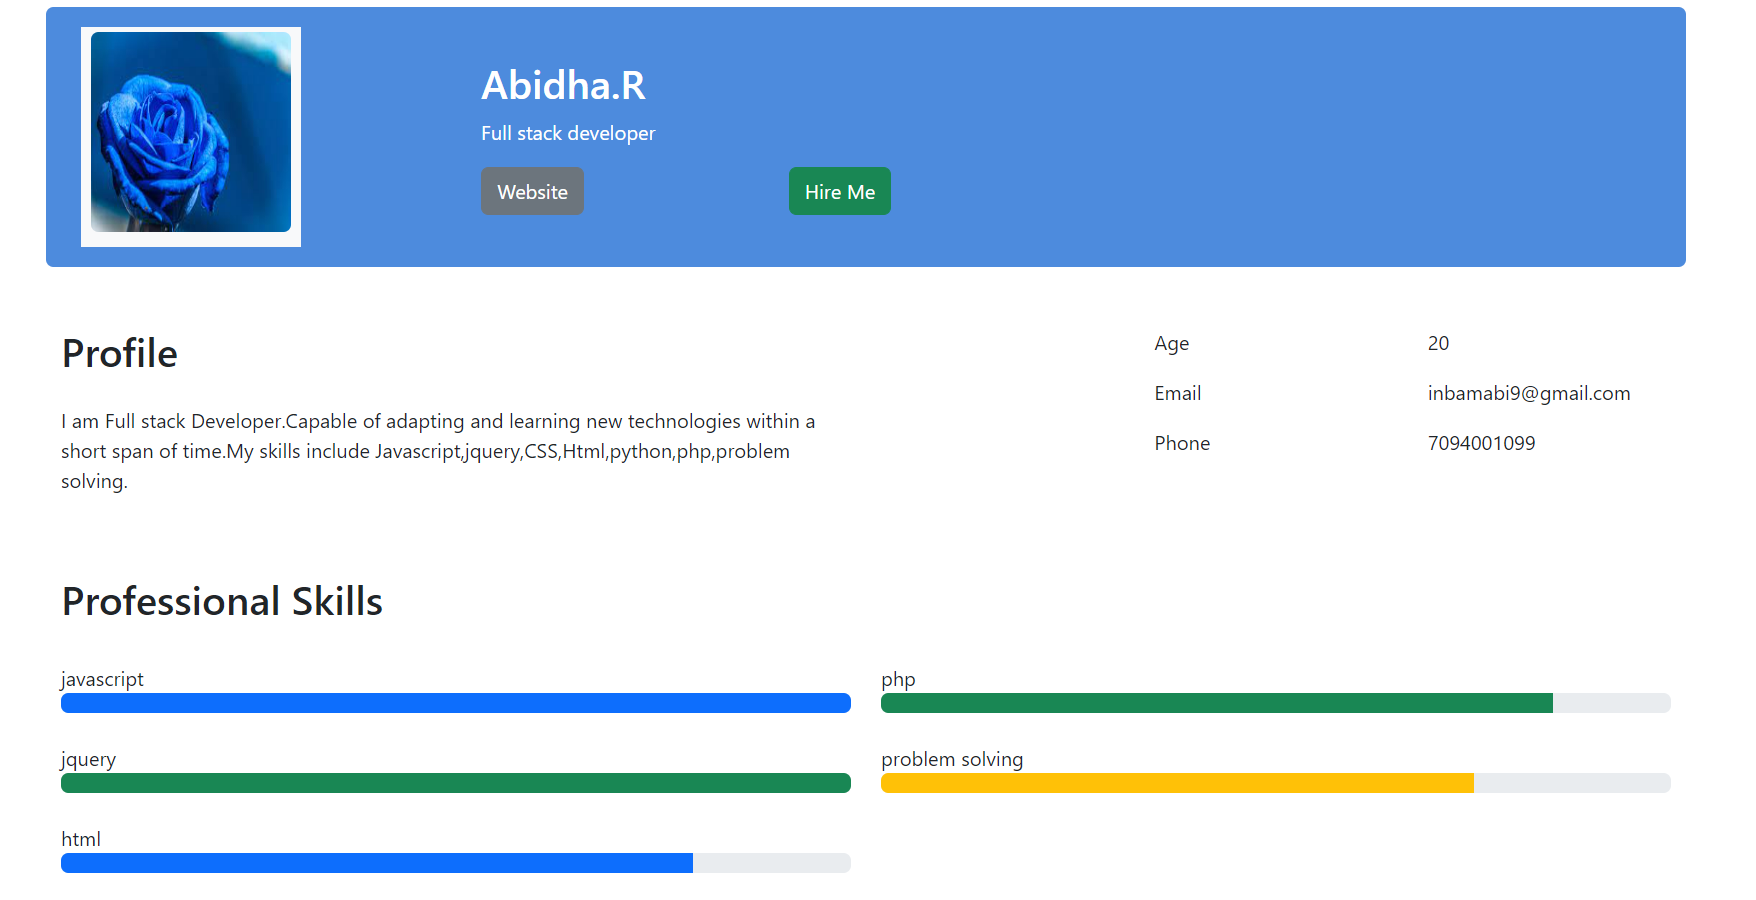 Abidha.R
Full stack developer
Website
Hire Me
Profile
I am Full stack Developer.Capable of adapting and learning new technologies within a
short span of time.My skills include Javascript,jquery,CSS,Html,python,php,problem
solving.
Age 20
Email inbamabi9@gmail.com
Phone 7094001099
Professional Skills
javascript
php
jquery
problem solving
html